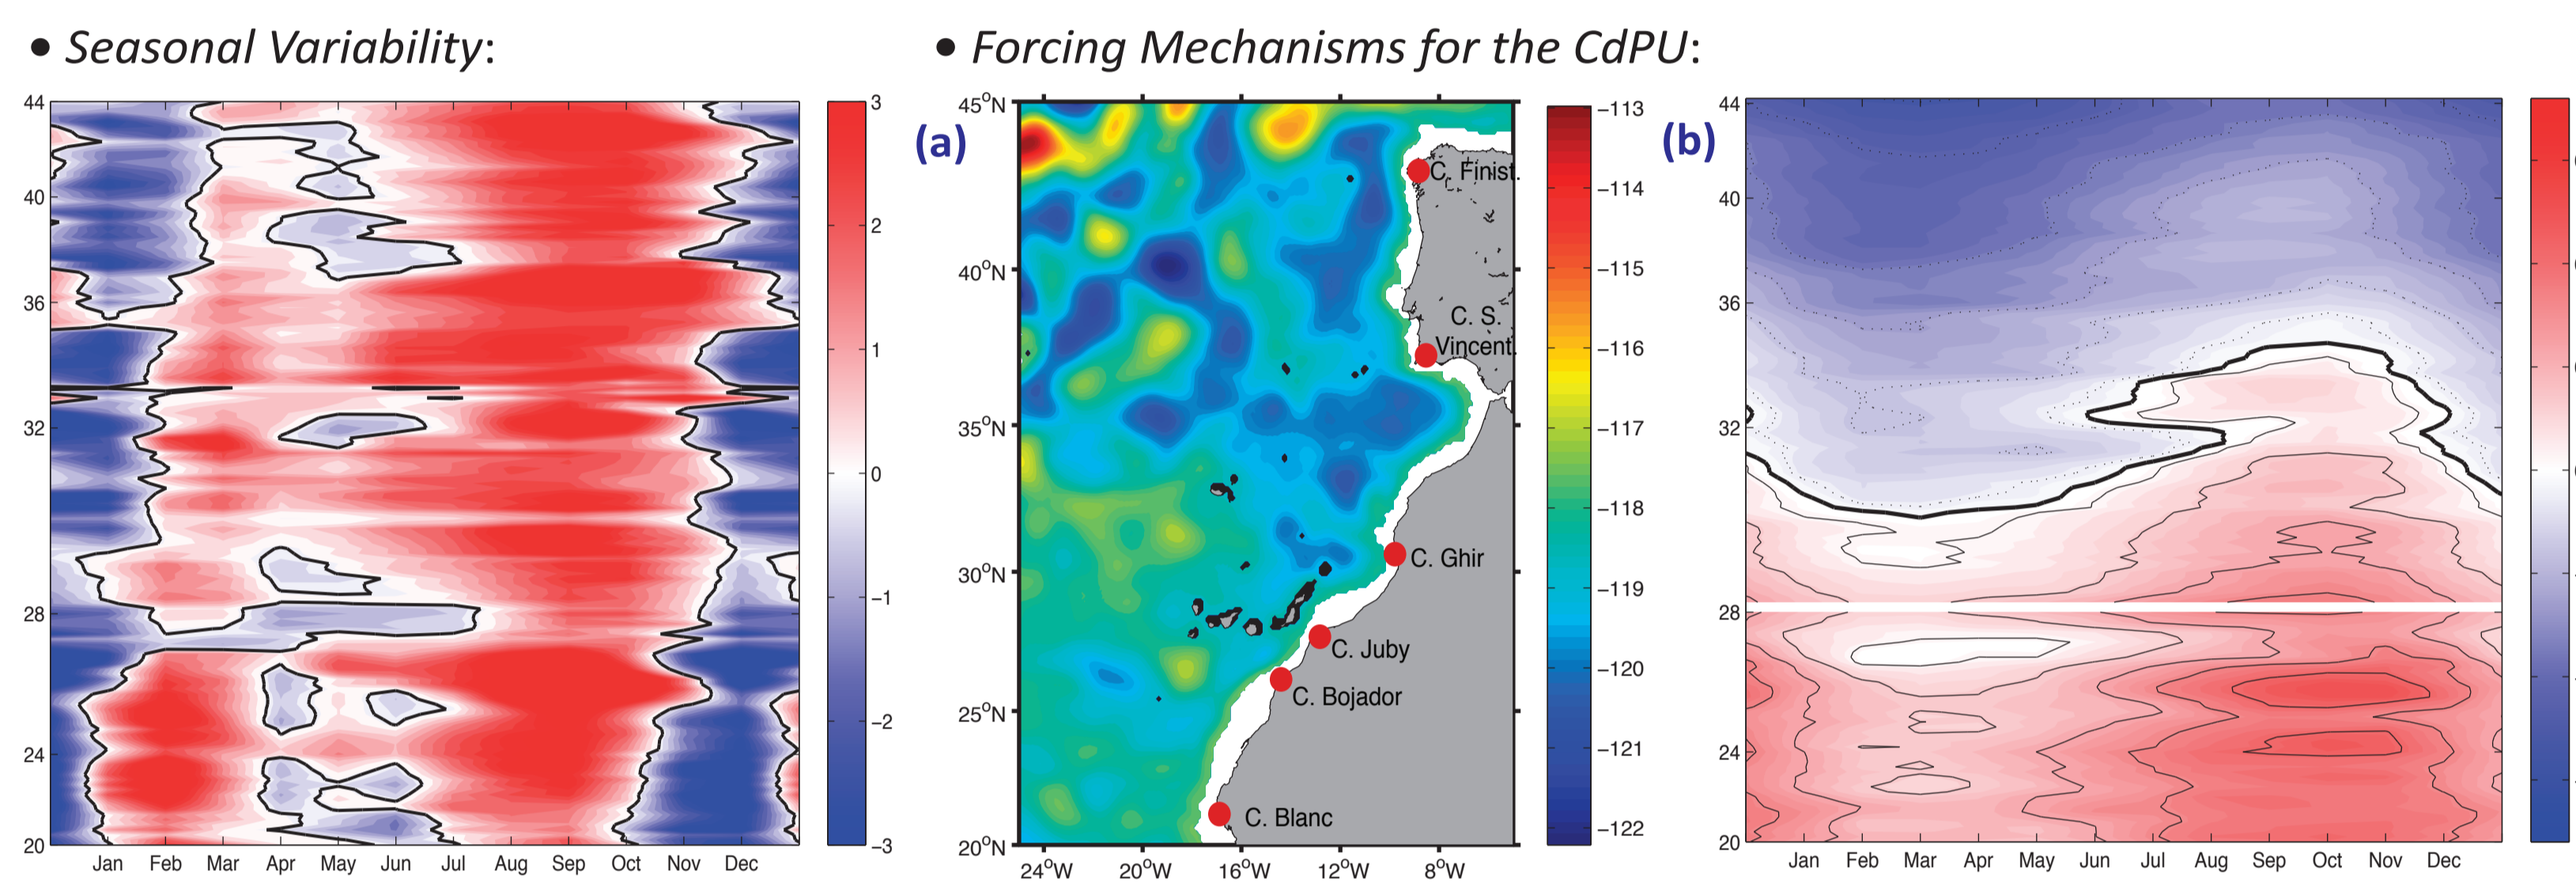 • Seasonal Variability:
44
40
36
32
28
24
20
Jan Feb Mar Apr May Jun Jul Aug Sep Oct Nov Dec
3
2
1
0
−1
−2
−3
• Forcing Mechanisms for the CdPU:
(a)
45°N
40°N
35°N
30°N
25°N
20°N
24°W 20°W 16°W 12°W 8°W
C. Finist.
C. S.
Vincent.
C. Ghir
C. Juby
C. Bojador
C. Blanc
−113
−114
−115
−116
−117
−118
−119
−120
−121
−122
(b)
44
40
36
32
28
24
20
Jan Feb Mar Apr May Jun Jul Aug Sep Oct Nov Dec